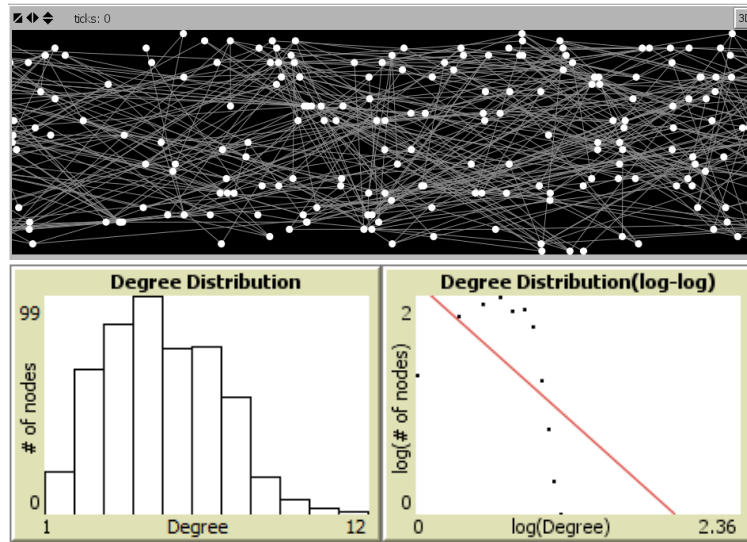 ticks: 0
3D
Degree Distribution
99
# of nodes
0
1
Degree
12
Degree Distribution(log-log)
2
log(# of nodes)
0
0
log(Degree)
2.36